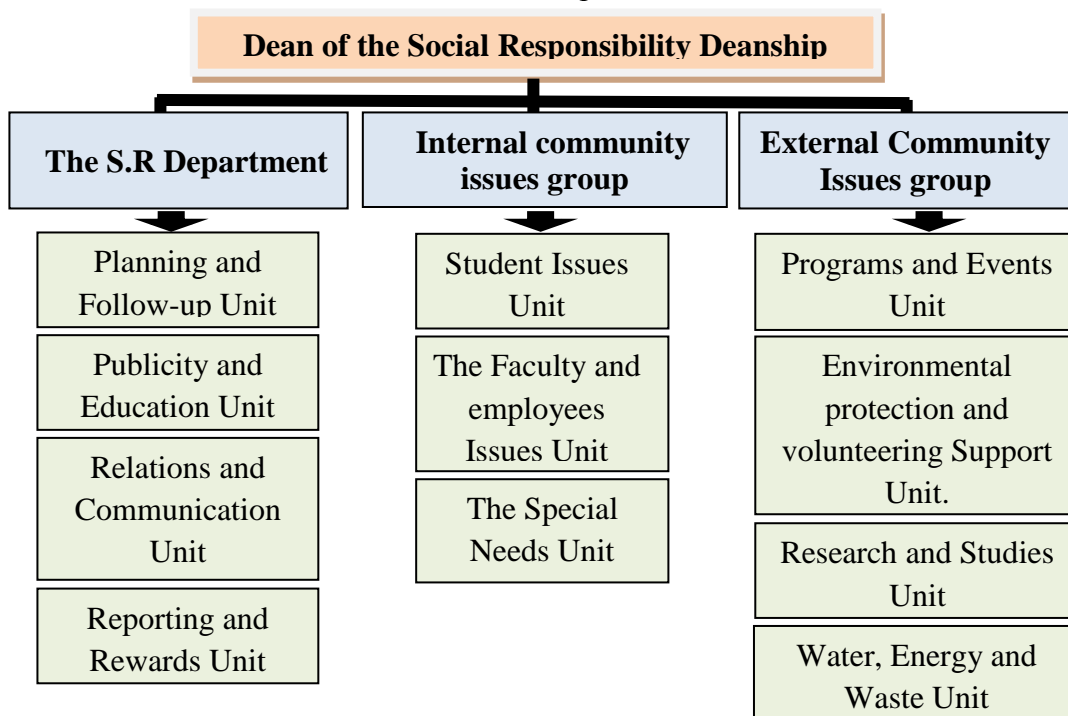 Dean of the Social Responsibility Deanship
The S.R Department
Internal community
issues group
External Community
Issues group
Planning and
Follow-up Unit
Publicity and
Education Unit
Relations and
Communication
Unit
Reporting and
Rewards Unit
Student Issues
Unit
The Faculty and
employees
Issues Unit
The Special
Needs Unit
Programs and Events
Unit
Environmental
protection and
volunteering Support
Unit.
Research and Studies
Unit
Water, Energy and
Waste Unit